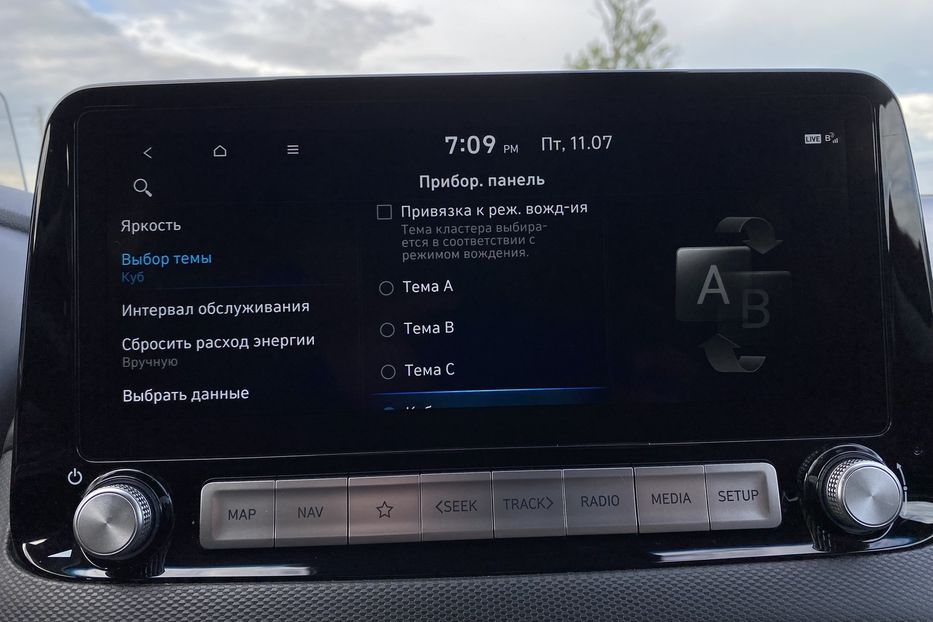 7:09 PM Пт, 11.07
LIVE B
Прибор. панель
Яркость
Выбор темы
Куб
Интервал обслуживания
Сбросить расход энергии
Вручную
Выбрать данные
Привязка к реж. вожд-ия
Тема кластера выбира-
ется в соответствии с
режимом вождения.
Тема A
Тема B
Тема C
A
B
MAP NAV <SEEK TRACK> RADIO MEDIA SETUP